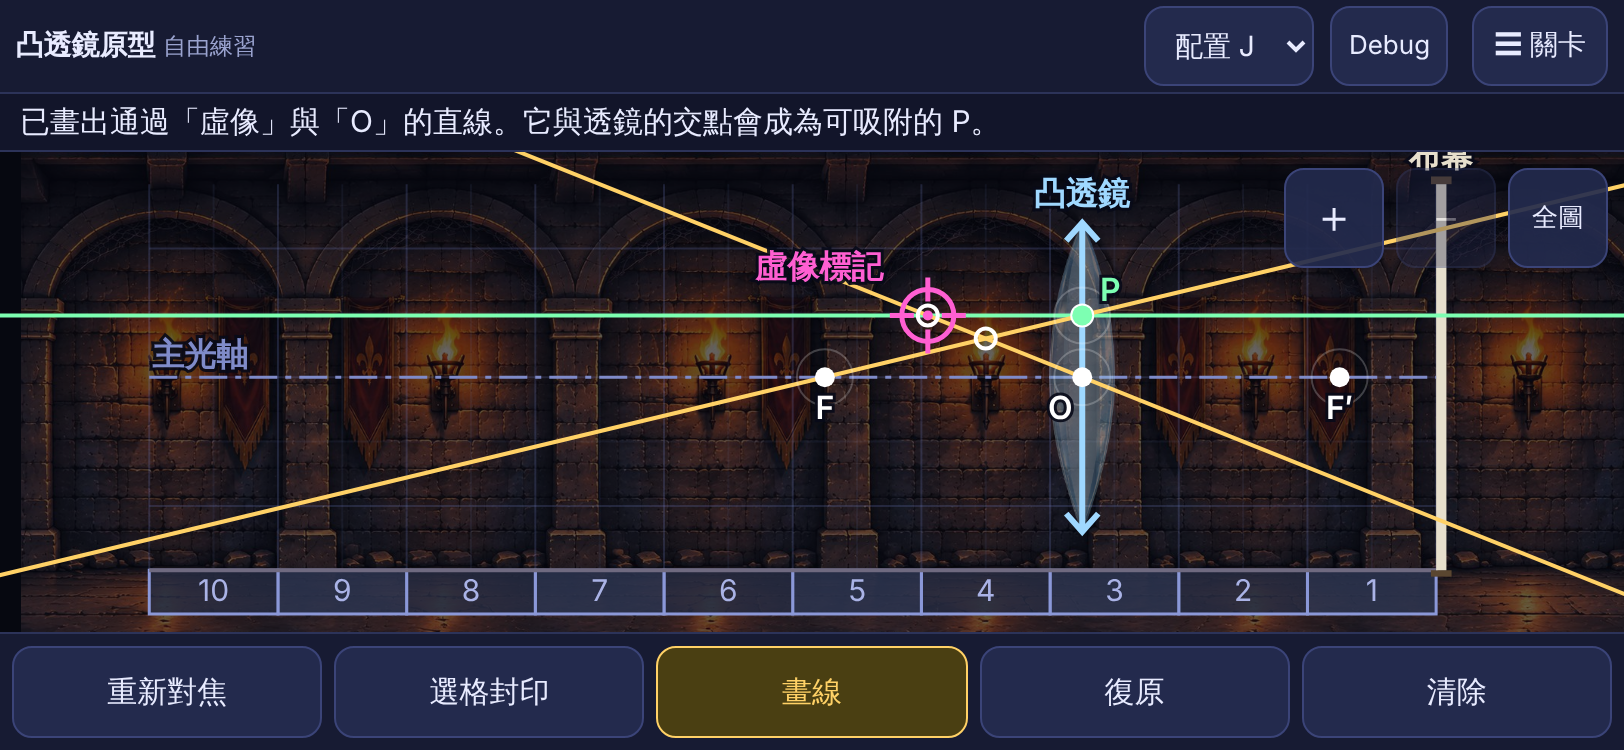 凸透鏡原型 自由練習
配置 J
Debug
☰ 關卡
已畫出通過「虛像」與「O」的直線。它與透鏡的交點會成為可吸附的 P。
布幕
凸透鏡
+
−
全圖
虛像標記
P
主光軸
F
O
F′
10 9 8 7 6 5 4 3 2 1
重新對焦
選格封印
畫線
復原
清除